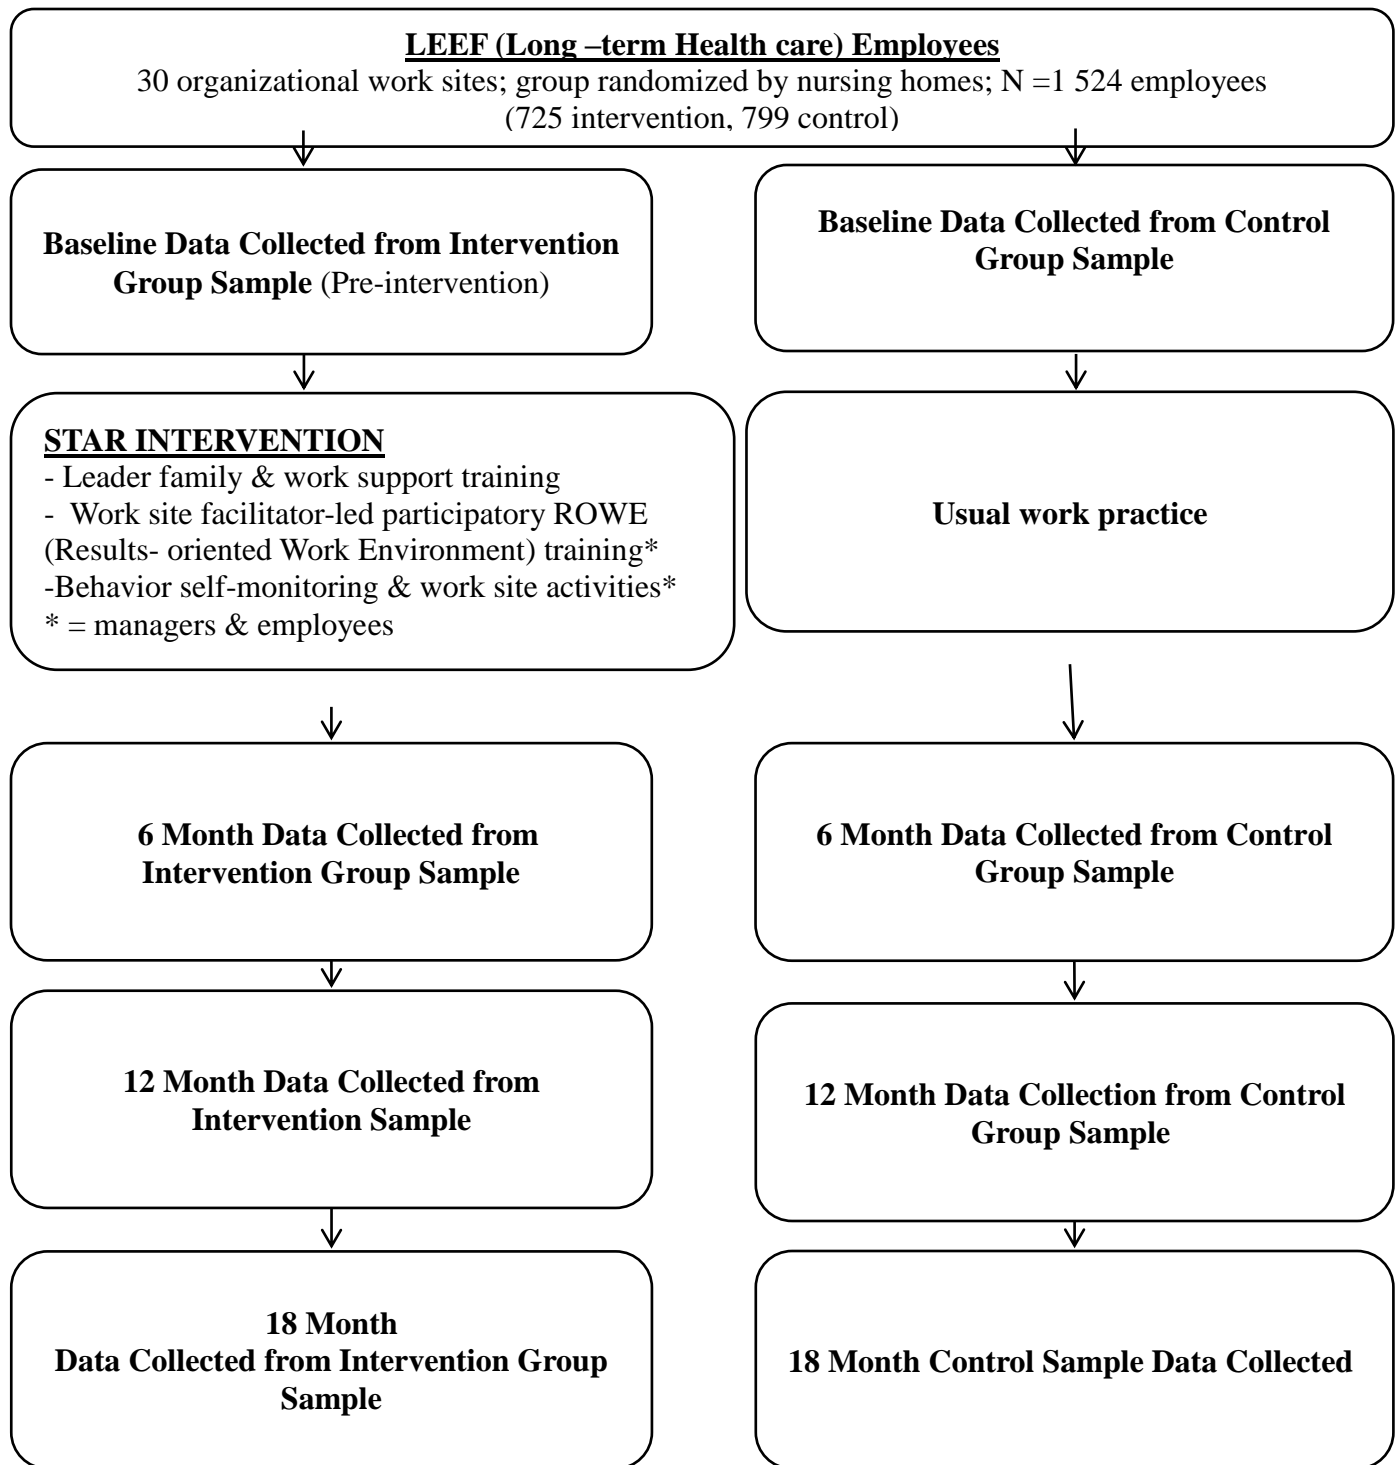 LEEF (Long –term Health care) Employees
30 organizational work sites; group randomized by nursing homes; N =1 524 employees
(725 intervention, 799 control)
Baseline Data Collected from Intervention
Group Sample (Pre-intervention)
Baseline Data Collected from Control
Group Sample
STAR INTERVENTION
- Leader family & work support training
- Work site facilitator-led participatory ROWE
(Results- oriented Work Environment) training*
-Behavior self-monitoring & work site activities*
* = managers & employees
Usual work practice
6 Month Data Collected from
Intervention Group Sample
6 Month Data Collected from Control
Group Sample
12 Month Data Collected from
Intervention Sample
12 Month Data Collection from Control
Group Sample
18 Month
Data Collected from Intervention Group
Sample
18 Month Control Sample Data Collected